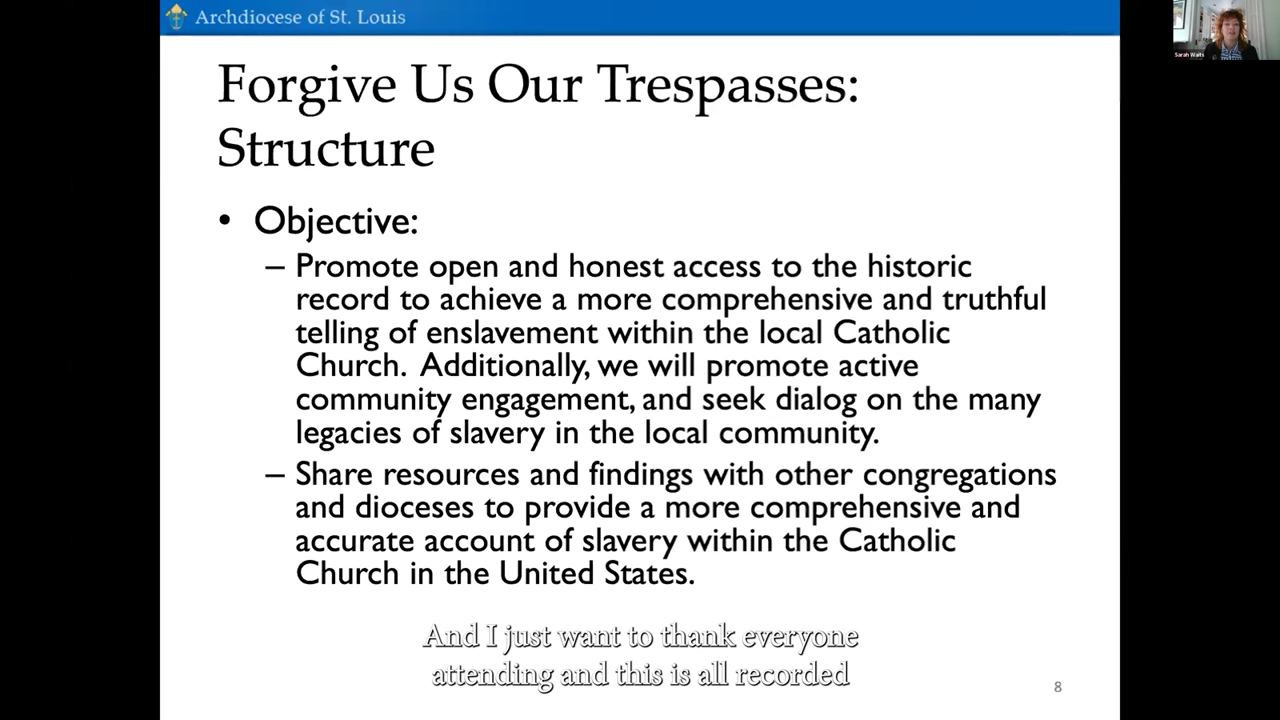 Archdiocese of St. Louis
Forgive Us Our Trespasses:
Structure
• Objective:
– Promote open and honest access to the historic
record to achieve a more comprehensive and truthful
telling of enslavement within the local Catholic
Church. Additionally, we will promote active
community engagement, and seek dialog on the many
legacies of slavery in the local community.
– Share resources and findings with other congregations
and dioceses to provide a more comprehensive and
accurate account of slavery within the Catholic
Church in the United States.
And I just want to thank everyone
attending and this is all recorded
8
Sarah Waits